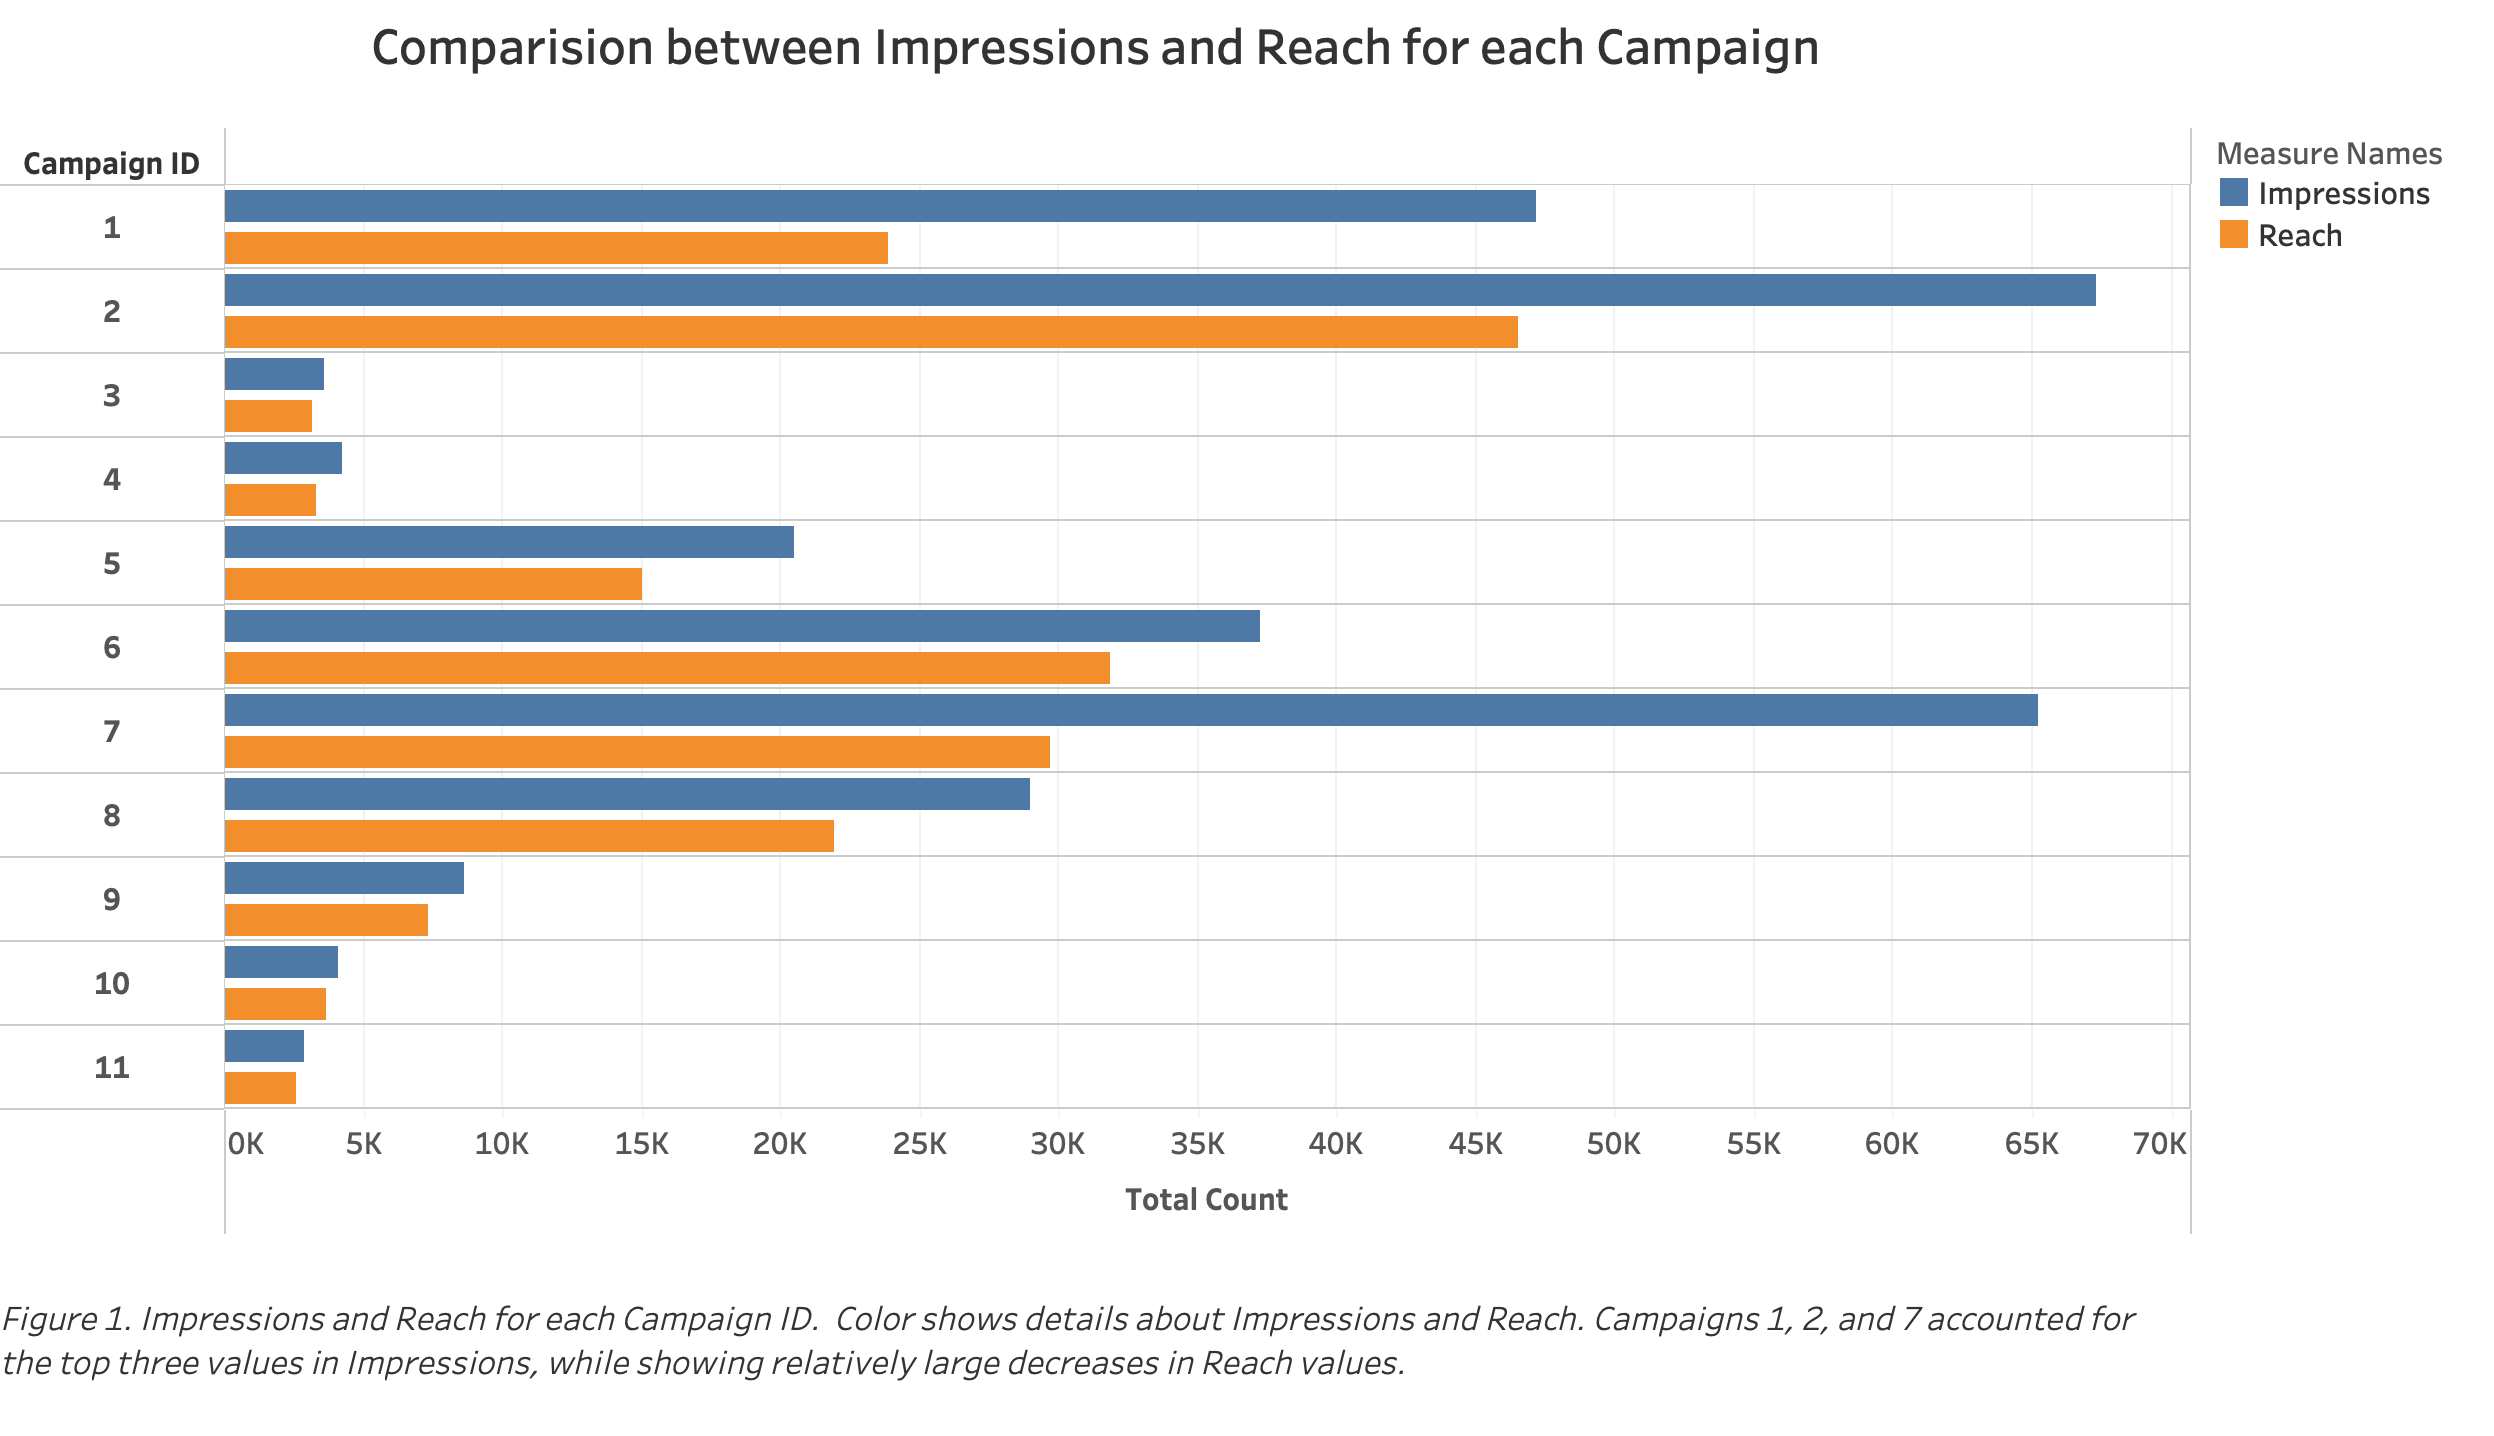 Comparision between Impressions and Reach for each Campaign
Campaign ID
Measure Names
Impressions
Reach
1
2
3
4
5
6
7
8
9
10
11
0K 5K 10K 15K 20K 25K 30K 35K 40K 45K 50K 55K 60K 65K 70K
Total Count
Figure 1. Impressions and Reach for each Campaign ID.  Color shows details about Impressions and Reach. Campaigns 1, 2, and 7 accounted for
the top three values in Impressions, while showing relatively large decreases in Reach values.